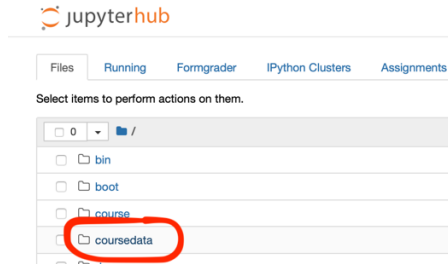 jupyterhub
Files Running Formgrader IPython Clusters Assignments
Select items to perform actions on them.
0 /
bin
boot
course
coursedata